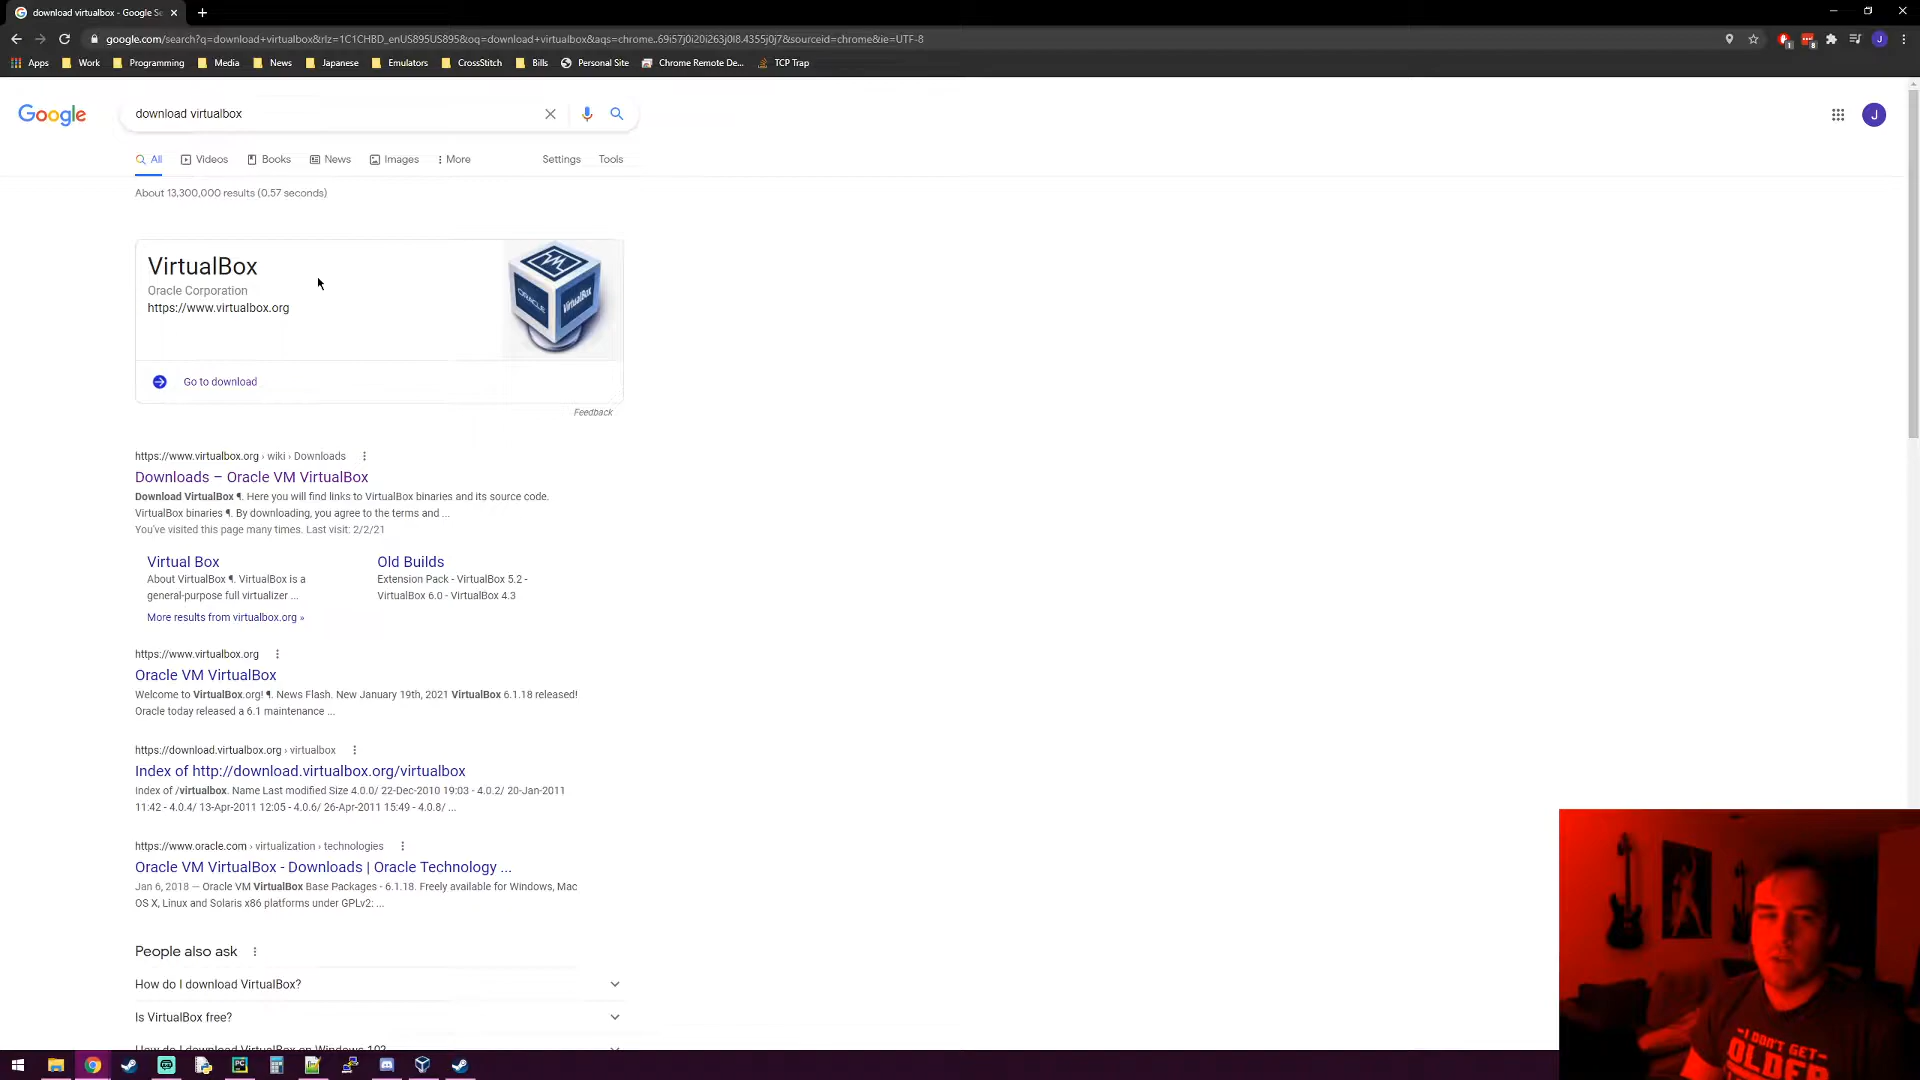 download virtualbox - Google Se
google.com/search?q=download+virtualbox&rlz=1C1CHBD_enUS895US895&oq=download+virtualbox&aqs=chrome..69i57j0i20i263j0l8.4355j0j7&sourceid=chrome&ie=UTF-8
Apps Work Programming Media News Japanese Emulators CrossStitch Bills Personal Site Chrome Remote De... TCP Trap
Google download virtualbox J
All Videos Books News Images More Settings Tools
About 13,300,000 results (0.57 seconds)
VirtualBox
Oracle Corporation
https://www.virtualbox.org
ORACLE VirtualBox
Go to download
Feedback
https://www.virtualbox.org › wiki › Downloads
Downloads – Oracle VM VirtualBox
Download VirtualBox ¶. Here you will find links to VirtualBox binaries and its source code.
VirtualBox binaries ¶. By downloading, you agree to the terms and ...
You've visited this page many times. Last visit: 2/2/21
Virtual Box Old Builds
About VirtualBox ¶. VirtualBox is a Extension Pack - VirtualBox 5.2 -
general-purpose full virtualizer ... VirtualBox 6.0 - VirtualBox 4.3
More results from virtualbox.org »
https://www.virtualbox.org
Oracle VM VirtualBox
Welcome to VirtualBox.org! ¶. News Flash. New January 19th, 2021 VirtualBox 6.1.18 released!
Oracle today released a 6.1 maintenance ...
https://download.virtualbox.org › virtualbox
Index of http://download.virtualbox.org/virtualbox
Index of /virtualbox. Name Last modified Size 4.0.0/ 22-Dec-2010 19:03 - 4.0.2/ 20-Jan-2011
11:42 - 4.0.4/ 13-Apr-2011 12:05 - 4.0.6/ 26-Apr-2011 15:49 - 4.0.8/ ...
https://www.oracle.com › virtualization › technologies
Oracle VM VirtualBox - Downloads | Oracle Technology ...
Jan 6, 2018 — Oracle VM VirtualBox Base Packages - 6.1.18. Freely available for Windows, Mac
OS X, Linux and Solaris x86 platforms under GPLv2: ...
People also ask
How do I download VirtualBox?
Is VirtualBox free?
How do I download VirtualBox on Windows 10?
-I DON'T GET-
OLDER